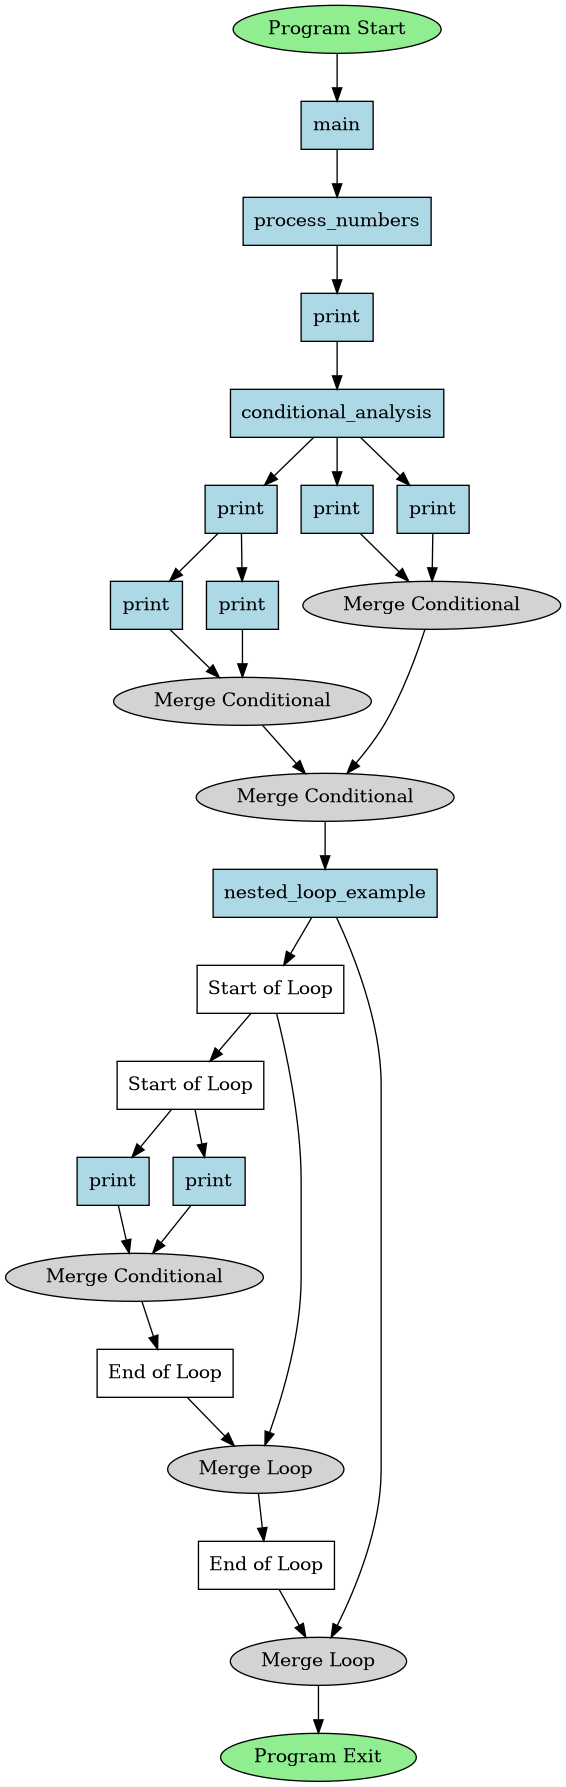 Program Start
main
process_numbers
print
conditional_analysis
print
print
print
print
print
Merge Conditional
Merge Conditional
Merge Conditional
nested_loop_example
Start of Loop
Start of Loop
print
print
Merge Conditional
End of Loop
Merge Loop
End of Loop
Merge Loop
Program Exit